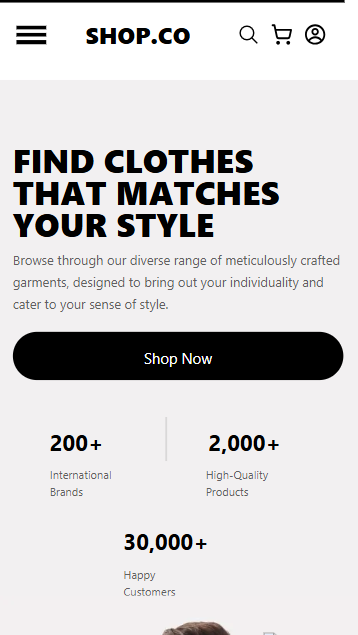 SHOP.CO
FIND CLOTHES
THAT MATCHES
YOUR STYLE
Browse through our diverse range of meticulously crafted
garments, designed to bring out your individuality and
cater to your sense of style.
Shop Now
200+
International
Brands
2,000+
High-Quality
Products
30,000+
Happy
Customers